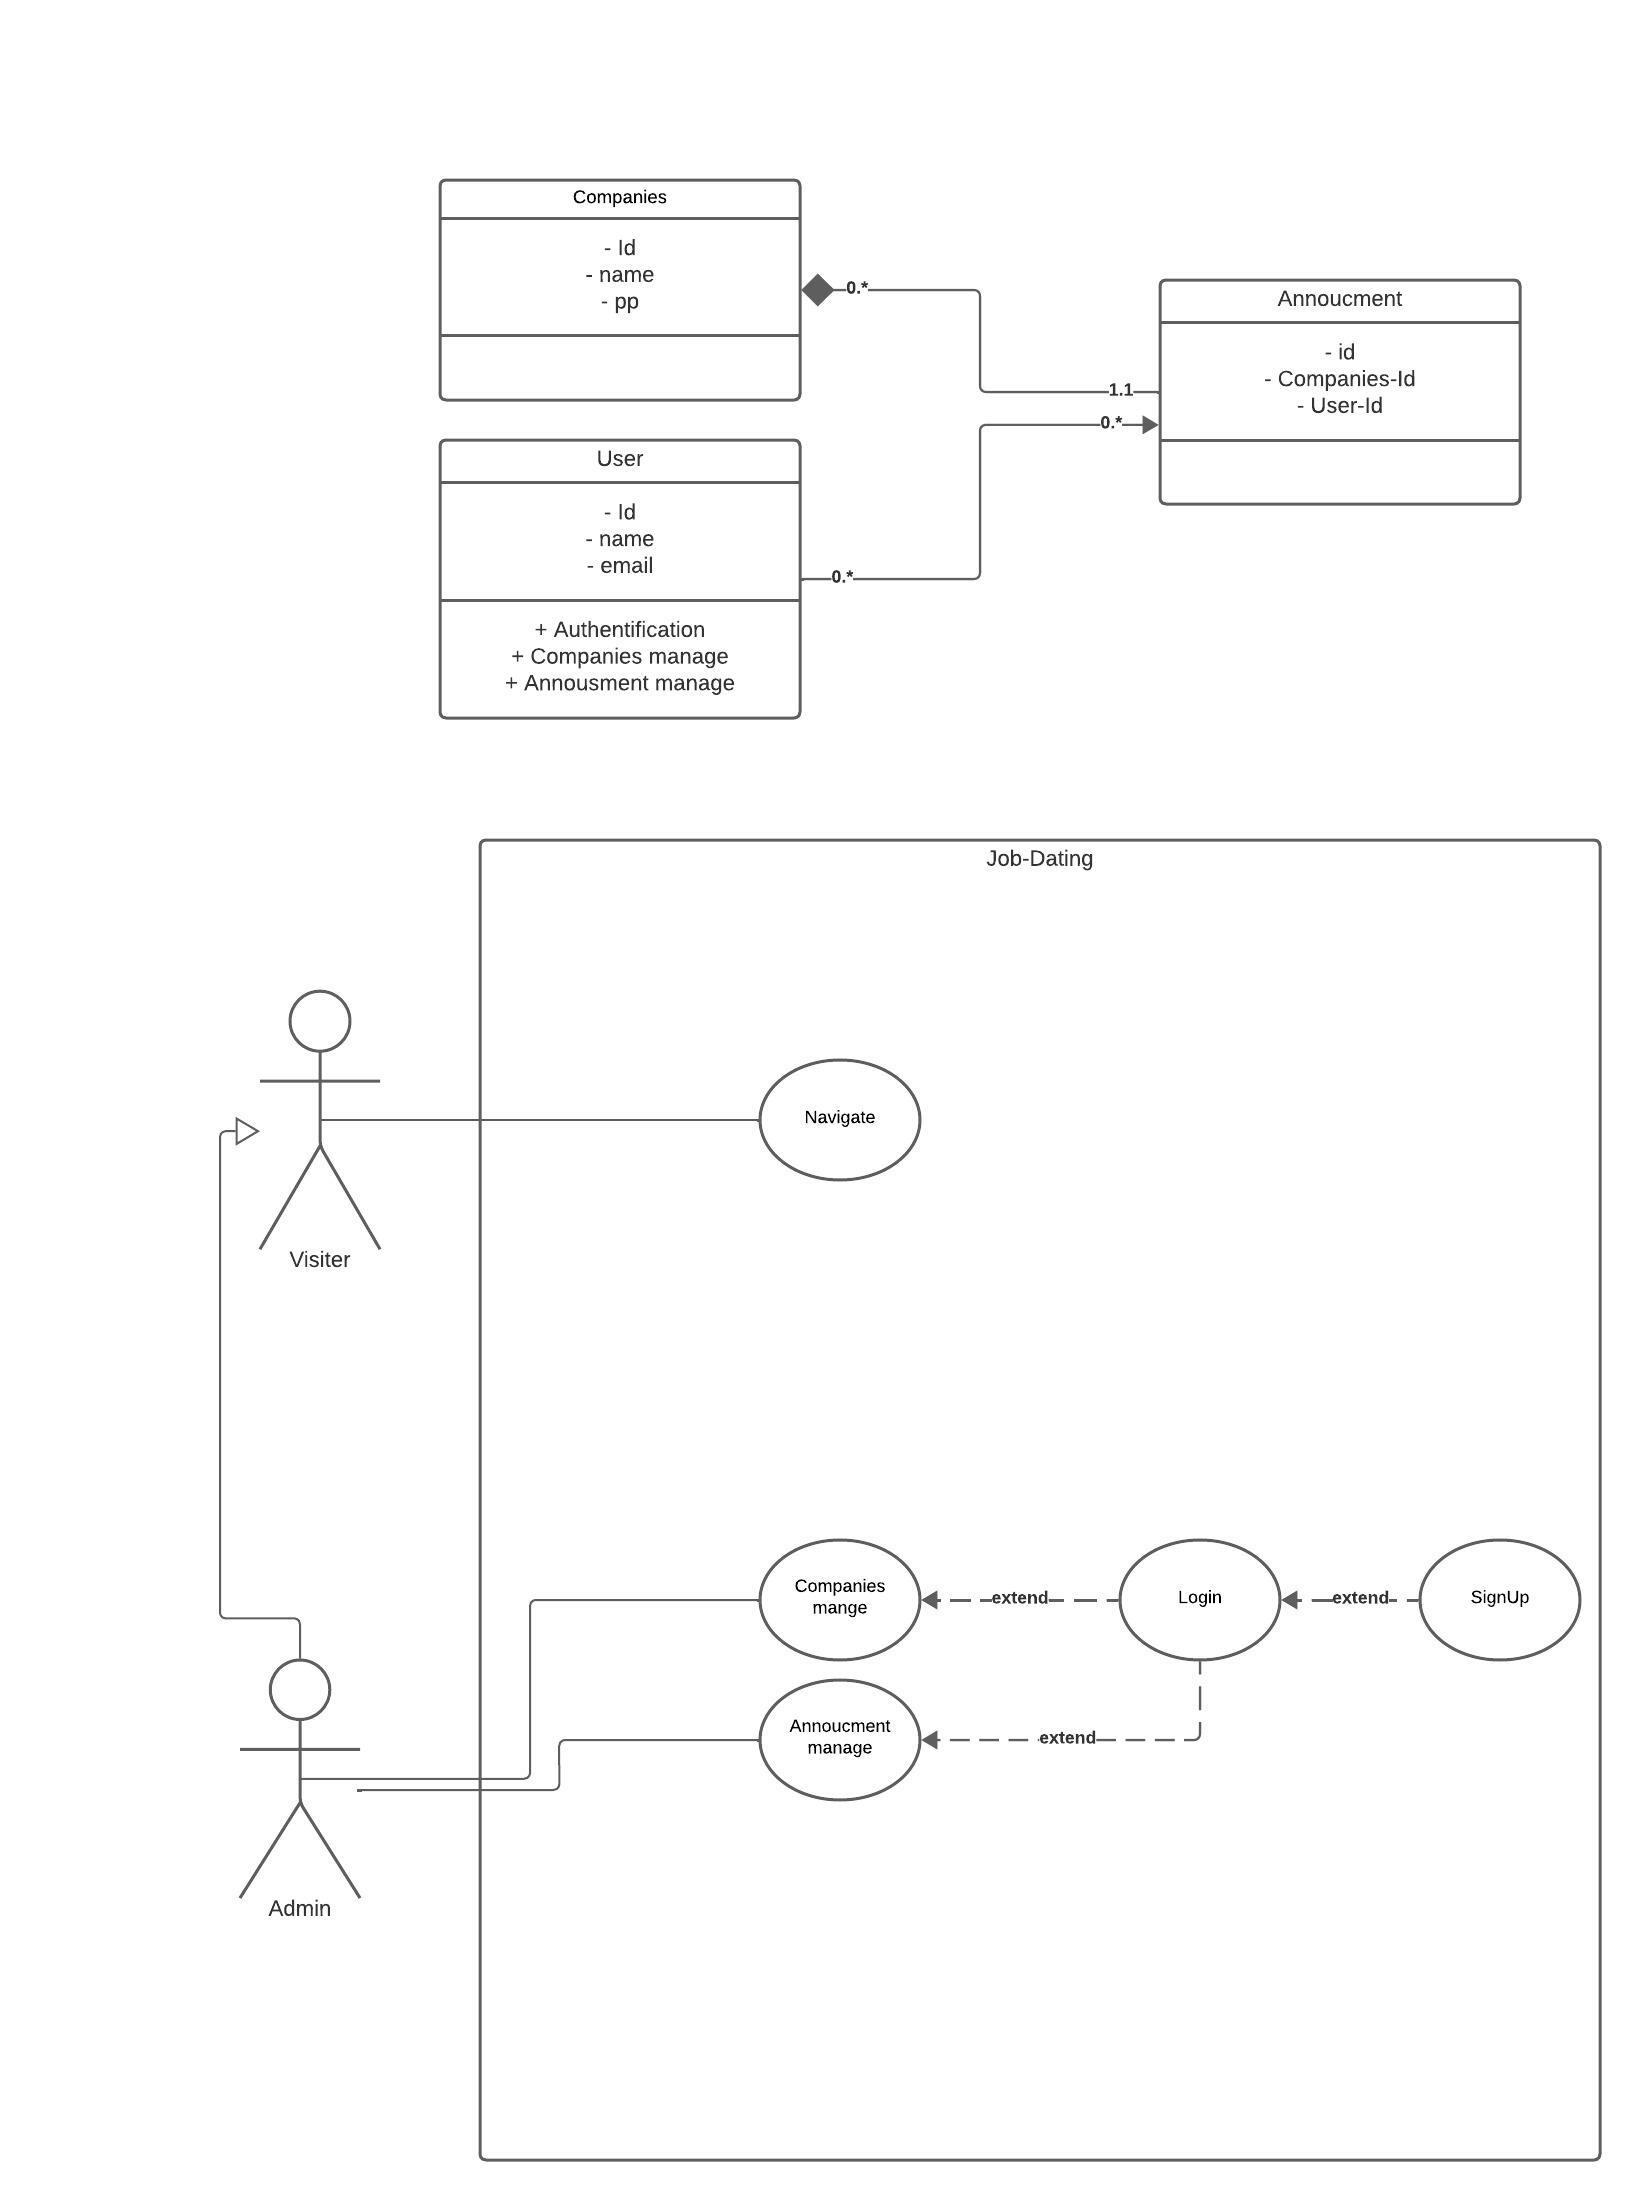 Companies
- Id
- name
- pp
0.*
Annoucment
- id
- Companies-Id
- User-Id
1.1
0.*
User
- Id
- name
- email
0.*
+ Authentification
+ Companies manage
+ Annousment manage
Job-Dating
Navigate
Visiter
Companies
mange
extend
Login
extend
SignUp
Annoucment
manage
extend
Admin